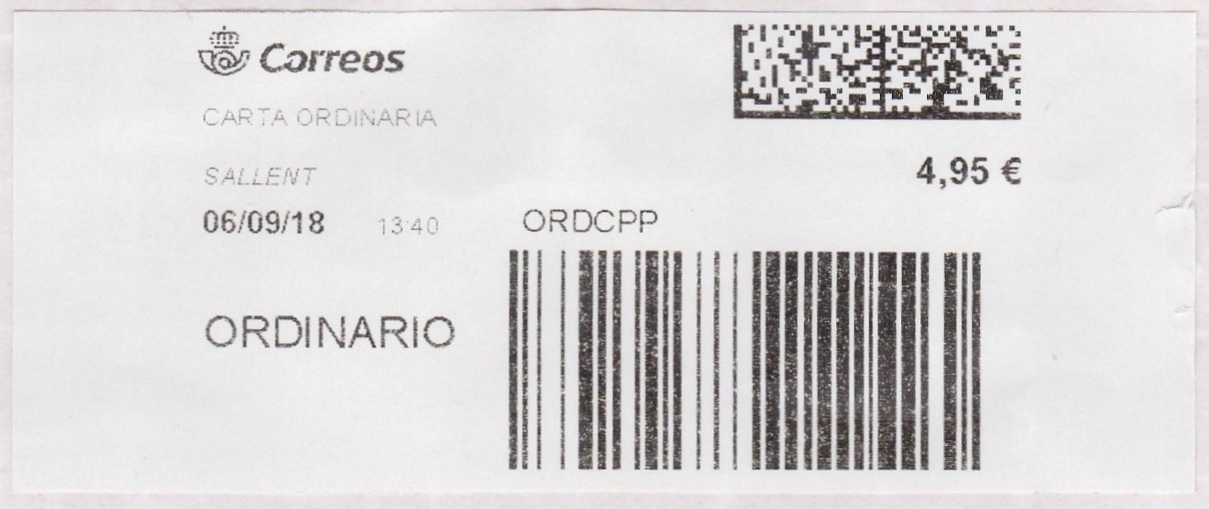 Correos
CARTA ORDINARIA
4,95 €
SALLENT
06/09/18 13:40 ORDCPP
ORDINARIO